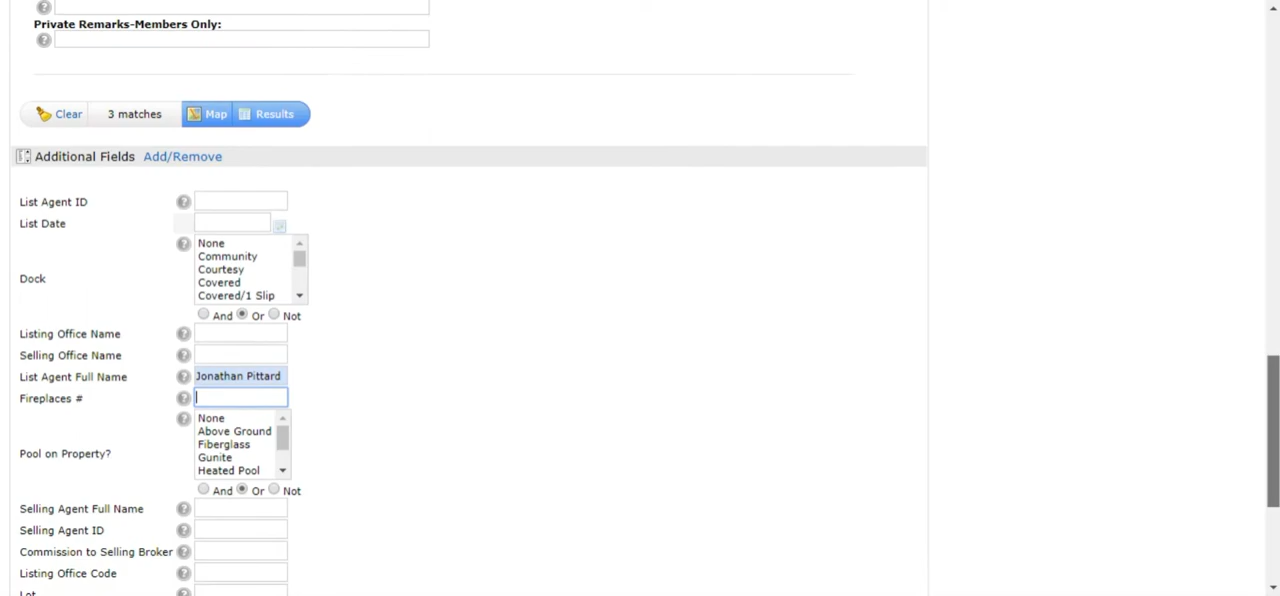 Private Remarks-Members Only:
Clear 3 matches Map Results
Additional Fields Add/Remove
List Agent ID
List Date
None
Community
Courtesy
Dock
Covered
Covered/1 Slip
And Or Not
Listing Office Name
Selling Office Name
List Agent Full Name Jonathan Pittard
Fireplaces #
None
Above Ground
Fiberglass
Pool on Property?
Gunite
Heated Pool
And Or Not
Selling Agent Full Name
Selling Agent ID
Commission to Selling Broker
Listing Office Code
Lot